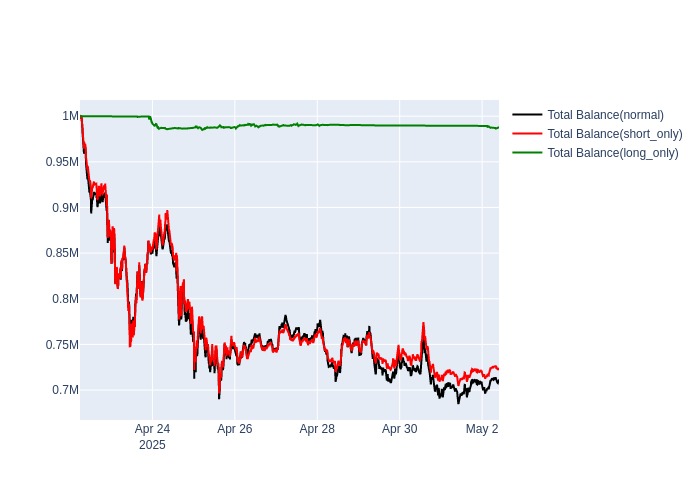 1M
0.95M
0.9M
0.85M
0.8M
0.75M
0.7M
Apr 24
2025
Apr 26
Apr 28
Apr 30
May 2
Total Balance(normal)
Total Balance(short_only)
Total Balance(long_only)